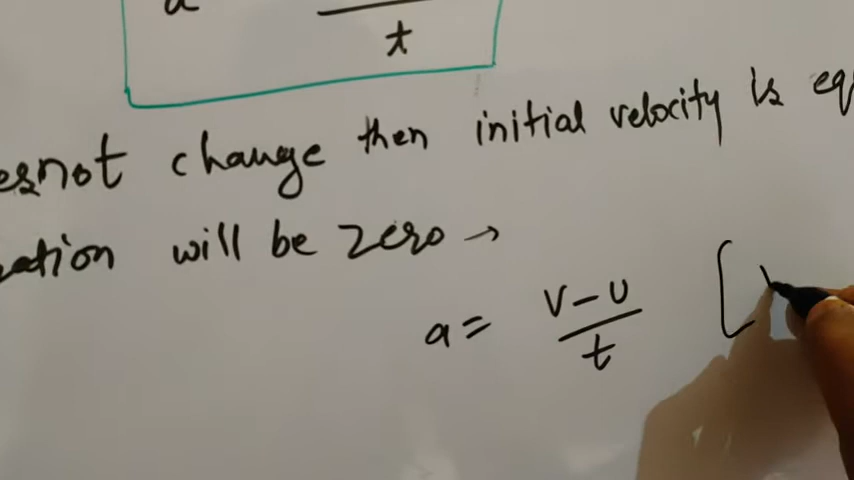 a
t
esnot change then initial velocity is eq
ation will be zero →
a = v-u / t [